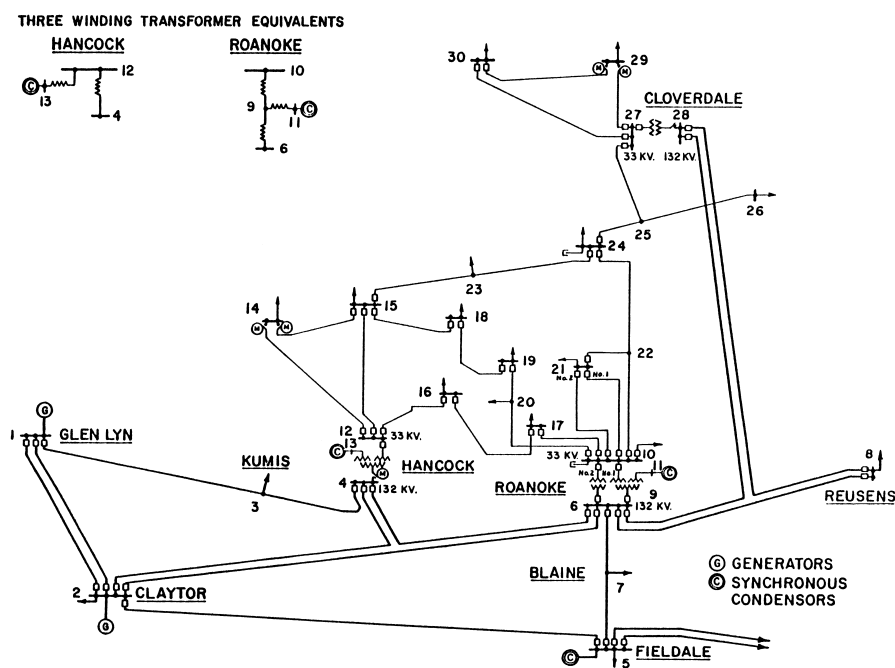 THREE WINDING TRANSFORMER EQUIVALENTS
HANCOCK
ROANOKE
12
C
13
4
10
9
C
11
6
30
29
M
M
CLOVERDALE
27
28
33 KV.
132 KV.
26
25
24
23
14
M
M
15
18
19
22
21
No.2
No.1
20
16
17
G
1
GLEN LYN
12
33 KV.
13
C
M
HANCOCK
4
132 KV.
KUMIS
3
33 KV.
10
No.2
No.1
11
C
ROANOKE
9
6
132 KV.
8
REUSENS
2
CLAYTOR
G
BLAINE
7
G GENERATORS
C SYNCHRONOUS
CONDENSORS
C
5
FIELDALE